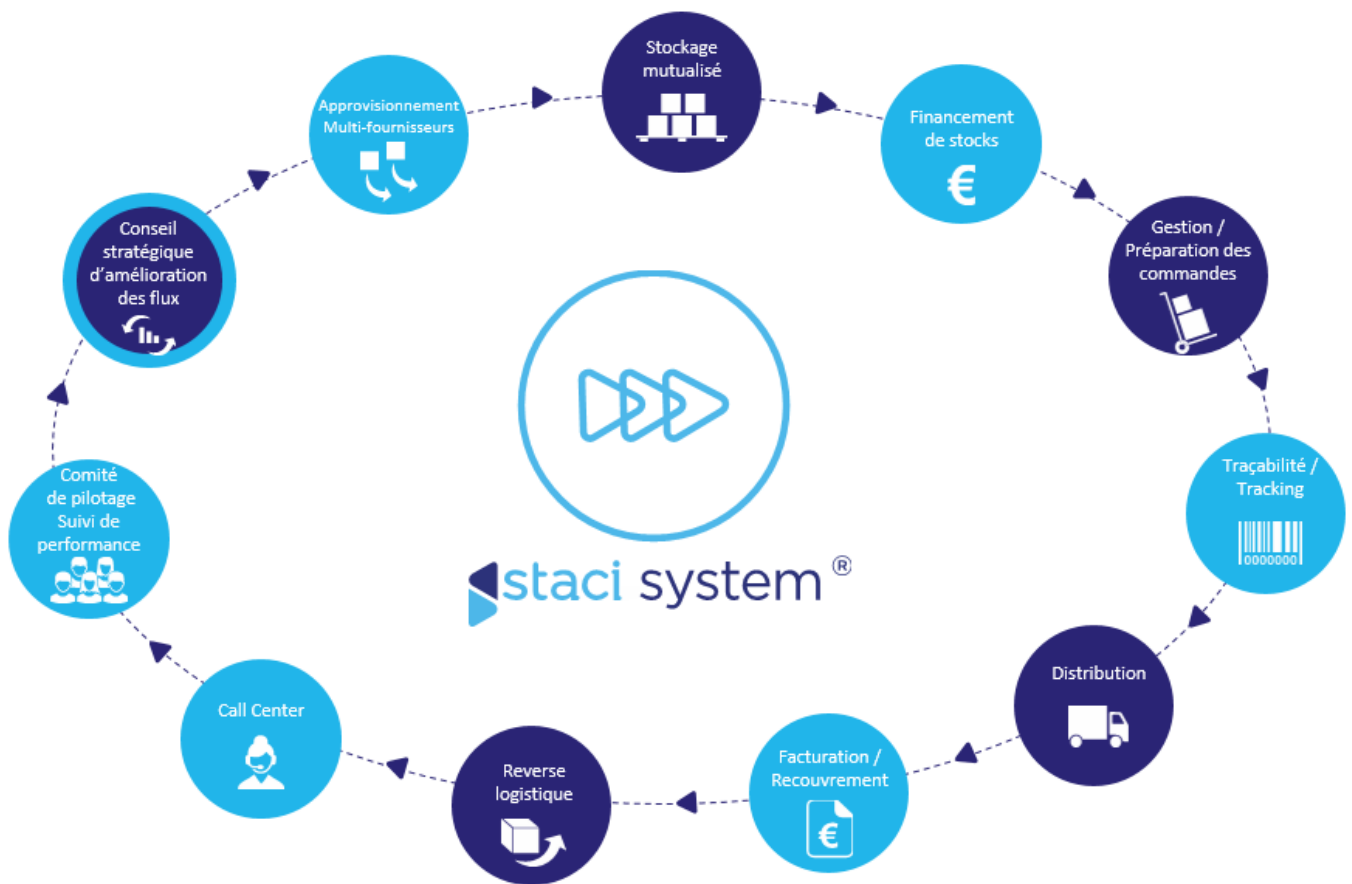 Stockage
mutualisé
Approvisionnement
Multi-fournisseurs
Financement
de stocks
€
Conseil
stratégique
d'amélioration
des flux
Gestion /
Préparation des
commandes
Comité
de pilotage
Suivi de
performance
Traçabilité /
Tracking
0000000
staci system ®
Distribution
Call Center
Facturation /
Recouvrement
€
Reverse
logistique